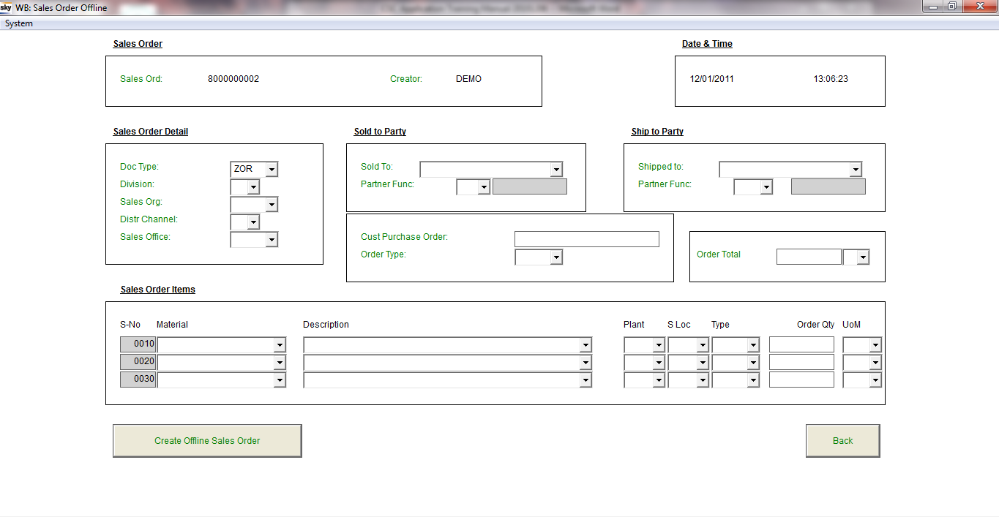 sky WB: Sales Order Offline
System
Sales Order
Date & Time
Sales Ord: 8000000002 Creator: DEMO
12/01/2011 13:06:23
Sales Order Detail
Sold to Party
Ship to Party
Doc Type: ZOR
Division:
Sales Org:
Distr Channel:
Sales Office:
Sold To:
Partner Func:
Shipped to:
Partner Func:
Cust Purchase Order:
Order Type:
Order Total
Sales Order Items
S-No Material Description Plant S Loc Type Order Qty UoM
0010
0020
0030
Create Offline Sales Order
Back